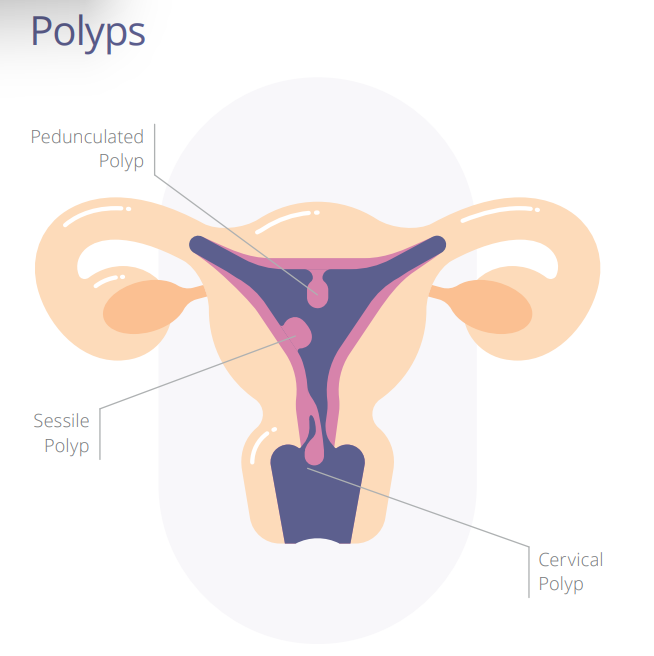 Polyps
Pedunculated
Polyp
Sessile
Polyp
Cervical
Polyp